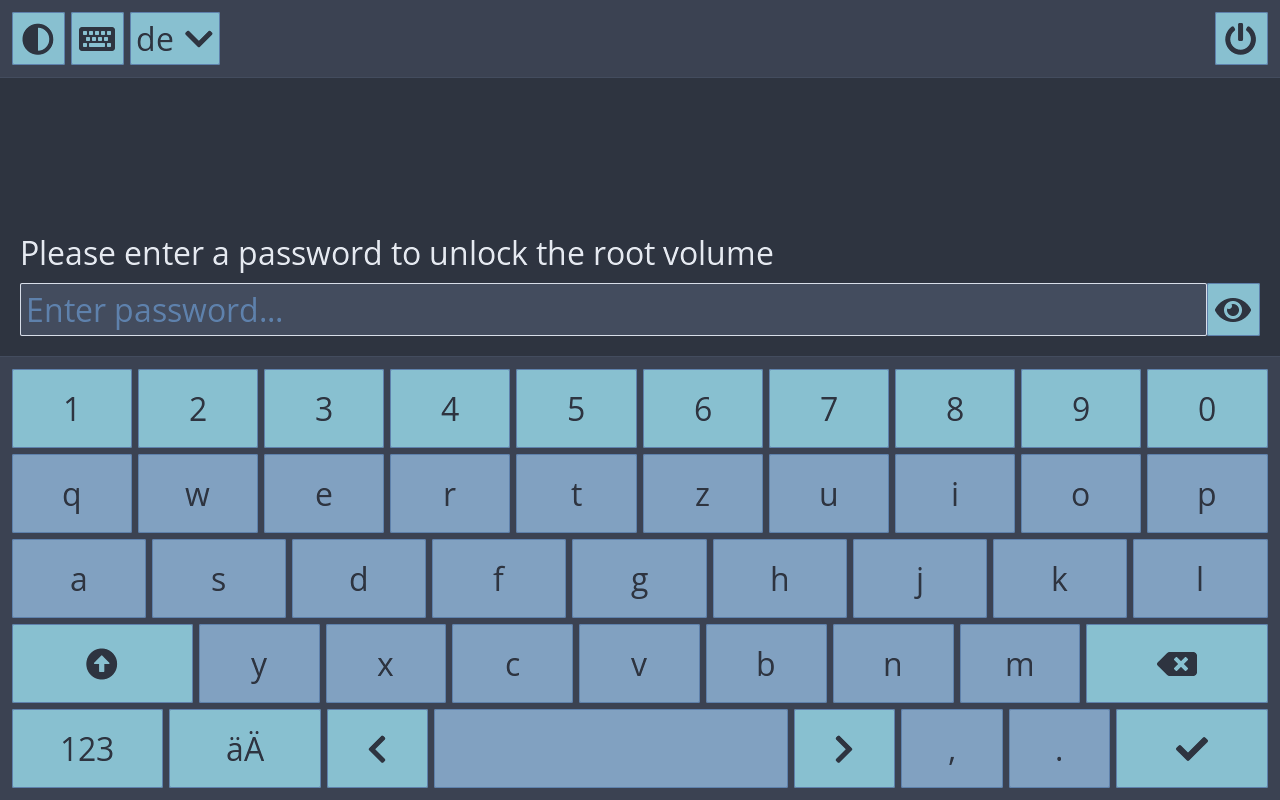 de
Please enter a password to unlock the root volume
Enter password...
1 2 3 4 5 6 7 8 9 0
q w e r t z u i o p
a s d f g h j k l
y x c v b n m
123 äÄ , .